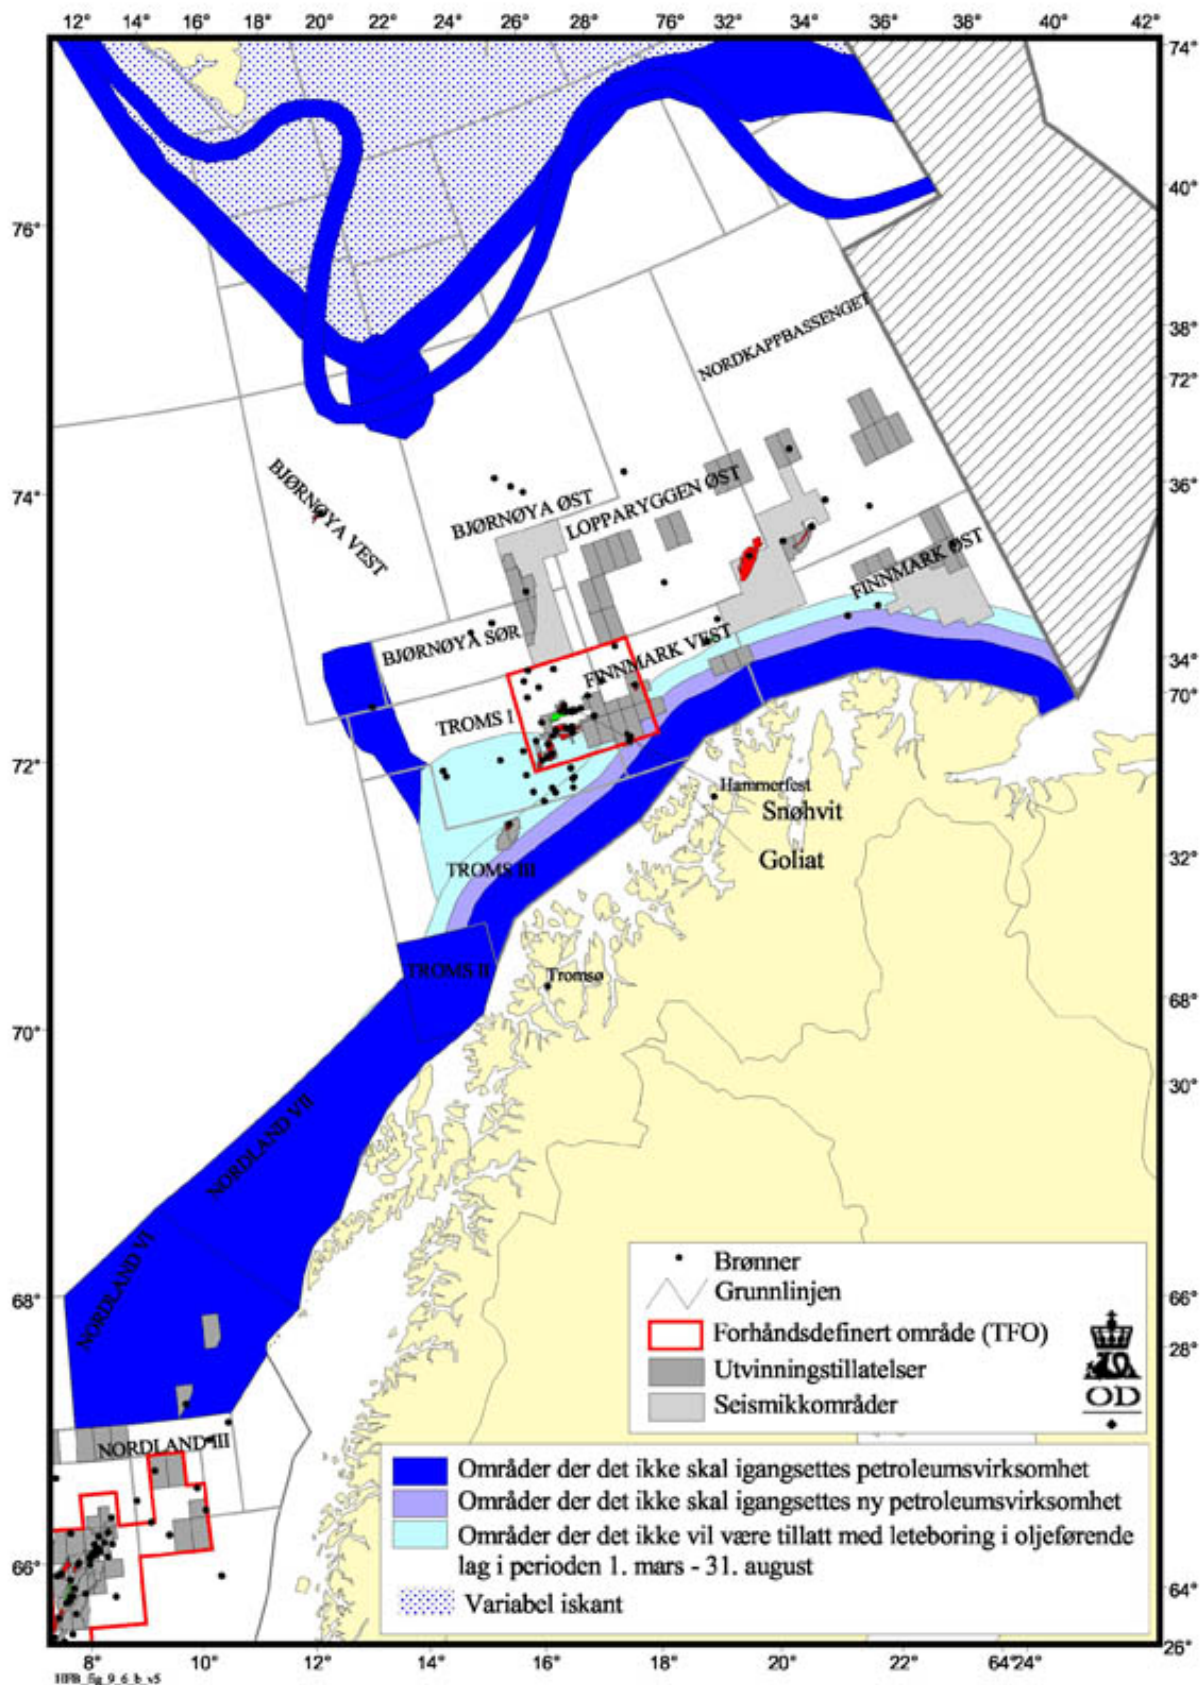 12° 14° 16° 18° 20° 22° 24° 26° 28° 76° 32° 34° 36° 38° 40° 42°
74°
40°
76°
38°
NORDKAPPBASSENGET
72°
74°
36°
BJØRNØYA VEST
BJØRNØYA ØST
LOPPARYGGEN ØST
FINNMARK ØST
BJØRNØYA SØR
FINNMARK VEST
34°
70°
TROMS I
72°
Hammerfest
Snøhvit
Goliat
32°
TROMS III
TROMS II
Tromsø
68°
70°
30°
NORDLAND VII
NORDLAND VI
68°
66°
28°
Brønner
Grunnlinjen
Forhåndsdefinert område (TFO)
Utvinningstillatelser
Seismikkområder
OD
NORDLAND III
Områder der det ikke skal igangsettes petroleumsvirksomhet
Områder der det ikke skal igangsettes ny petroleumsvirksomhet
Områder der det ikke vil være tillatt med leteboring i oljeførende
lag i perioden 1. mars - 31. august
Variabel iskant
66°
64°
26°
8° 10° 12° 14° 16° 18° 20° 22° 64°24°
HFB_fig_9_6_b_v5